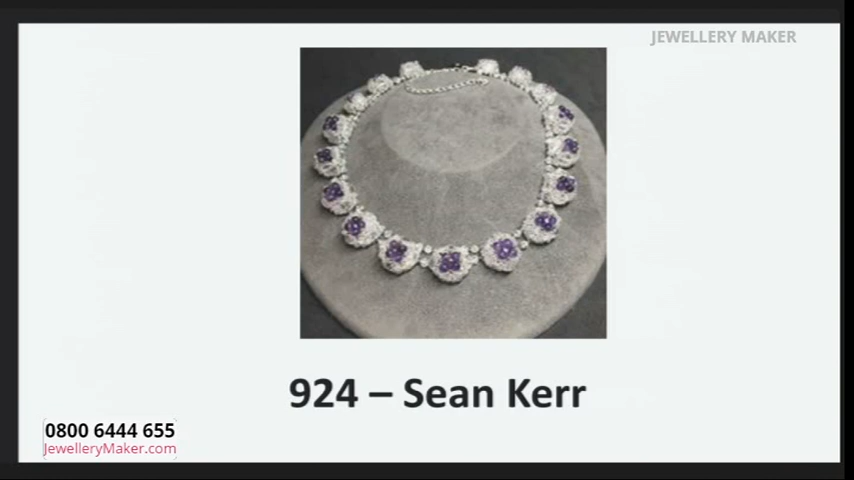 JEWELLERY MAKER
924 – Sean Kerr
0800 6444 655
JewelleryMaker.com